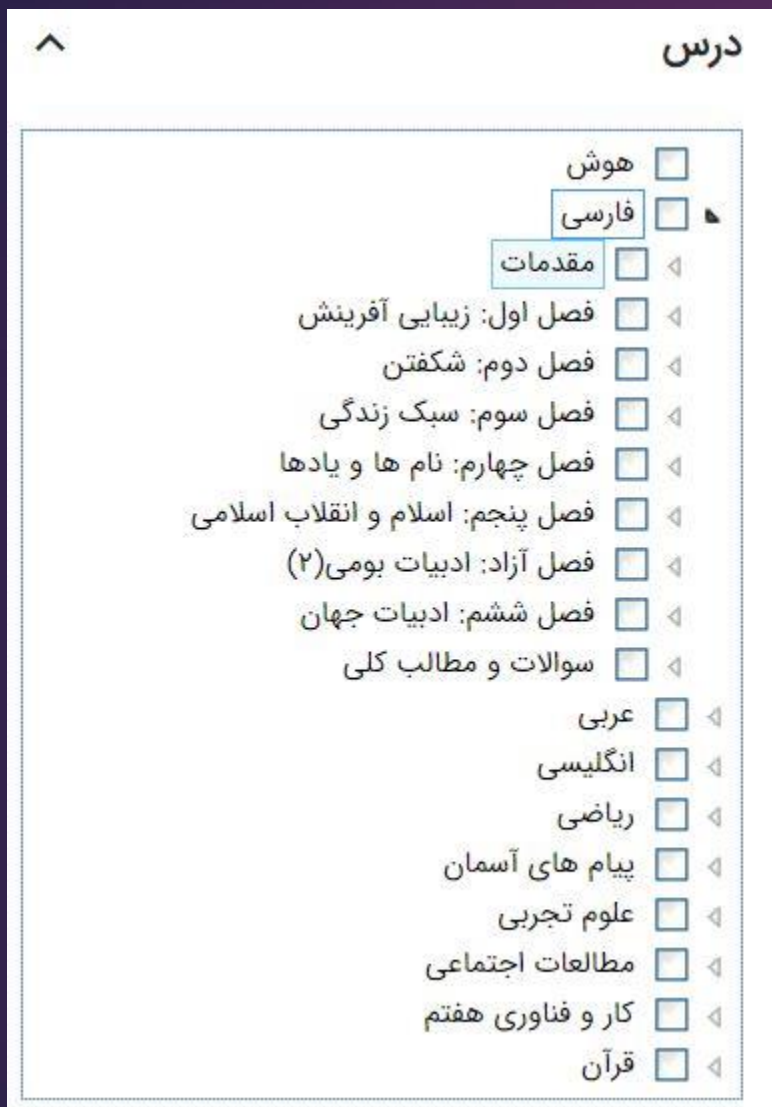 درس
هوش
فارسی
مقدمات
فصل اول: زیبایی آفرینش
فصل دوم: شکفتن
فصل سوم: سبک زندگی
فصل چهارم: نام ها و یادها
فصل پنجم: اسلام و انقلاب اسلامی
فصل آزاد: ادبیات بومی(۲)
فصل ششم: ادبیات جهان
سوالات و مطالب کلی
عربی
انگلیسی
ریاضی
پیام های آسمان
علوم تجربی
مطالعات اجتماعی
کار و فناوری هفتم
قرآن